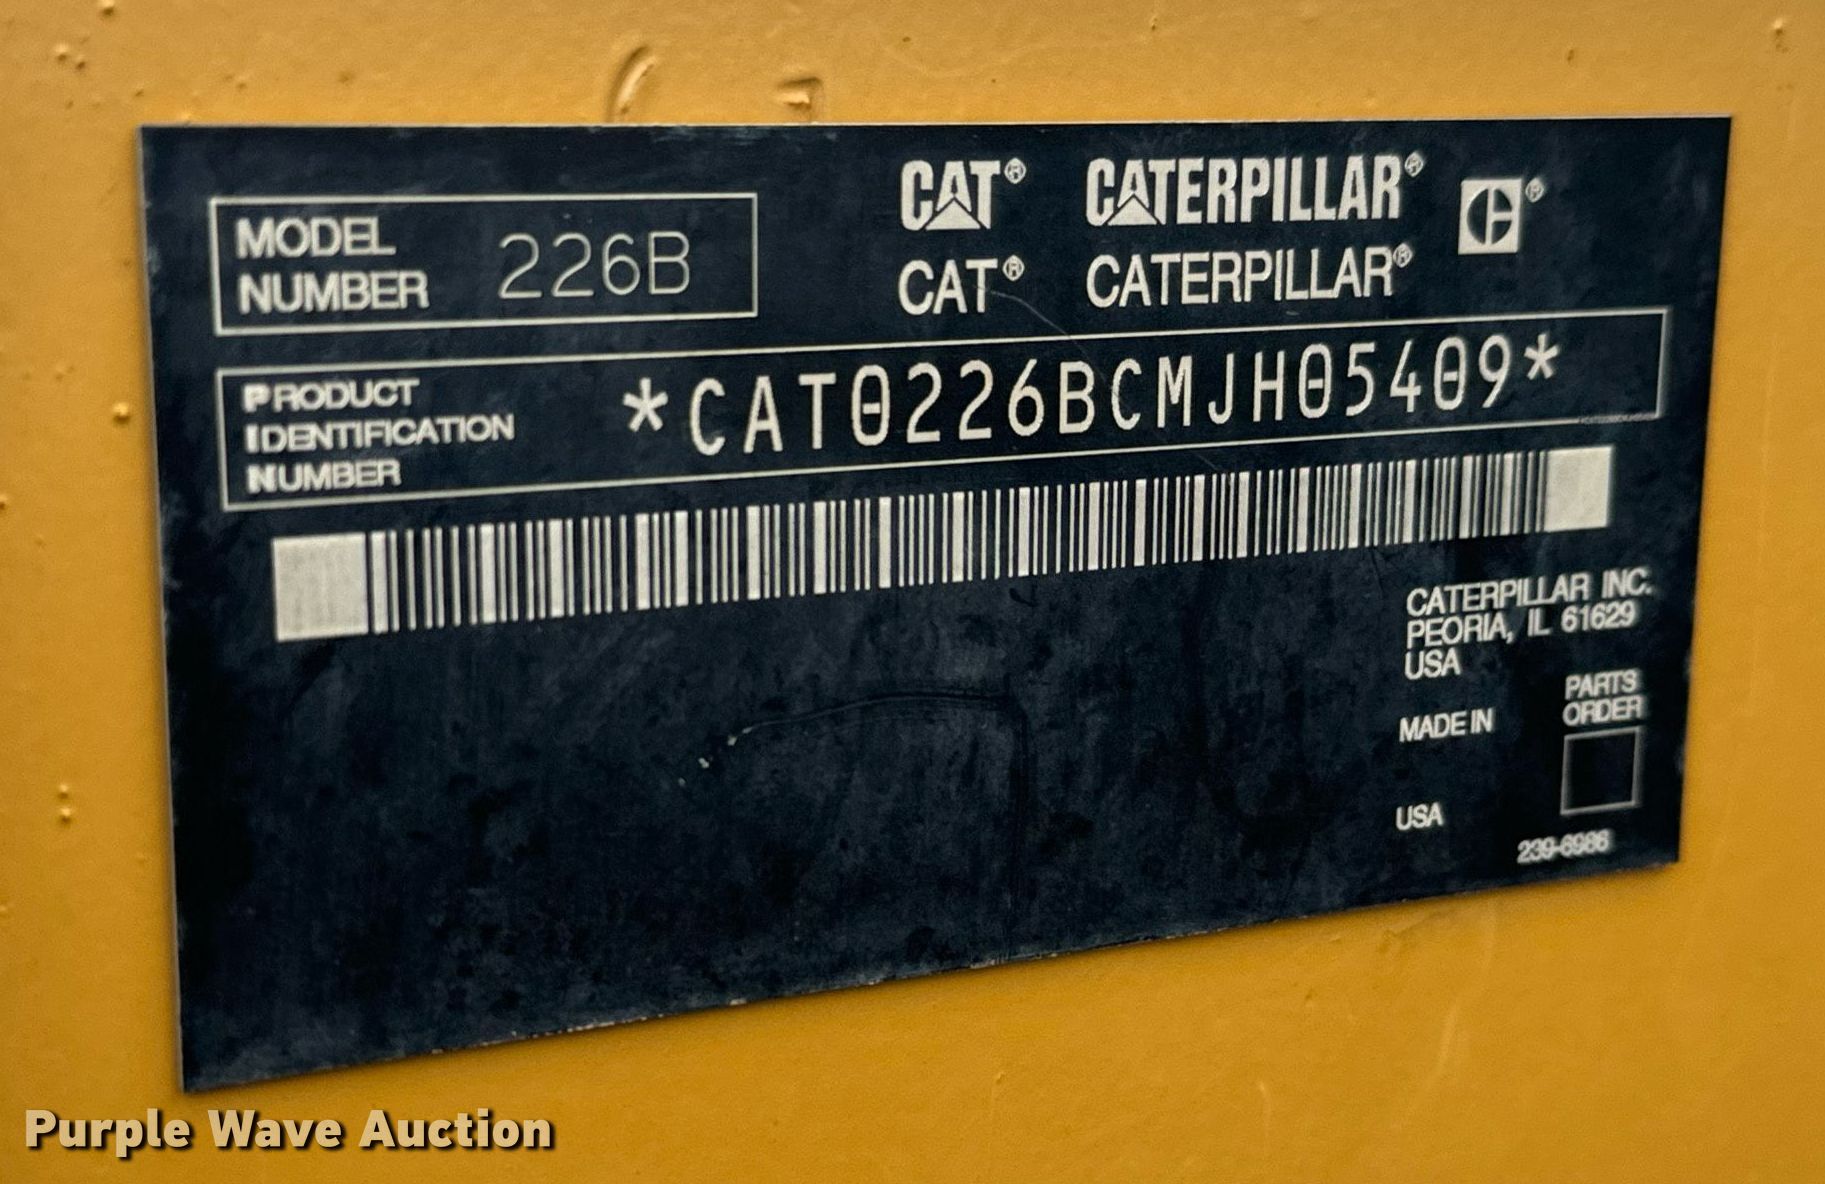 CAT® CATERPILLAR® ®
CAT® CATERPILLAR®
MODEL
NUMBER 226B
PRODUCT
IDENTIFICATION
NUMBER
*CAT0226BCMJH05409*
CATERPILLAR INC.
PEORIA, IL 61629
USA
MADE IN
USA
PARTS
ORDER
239-6986
Purple Wave Auction